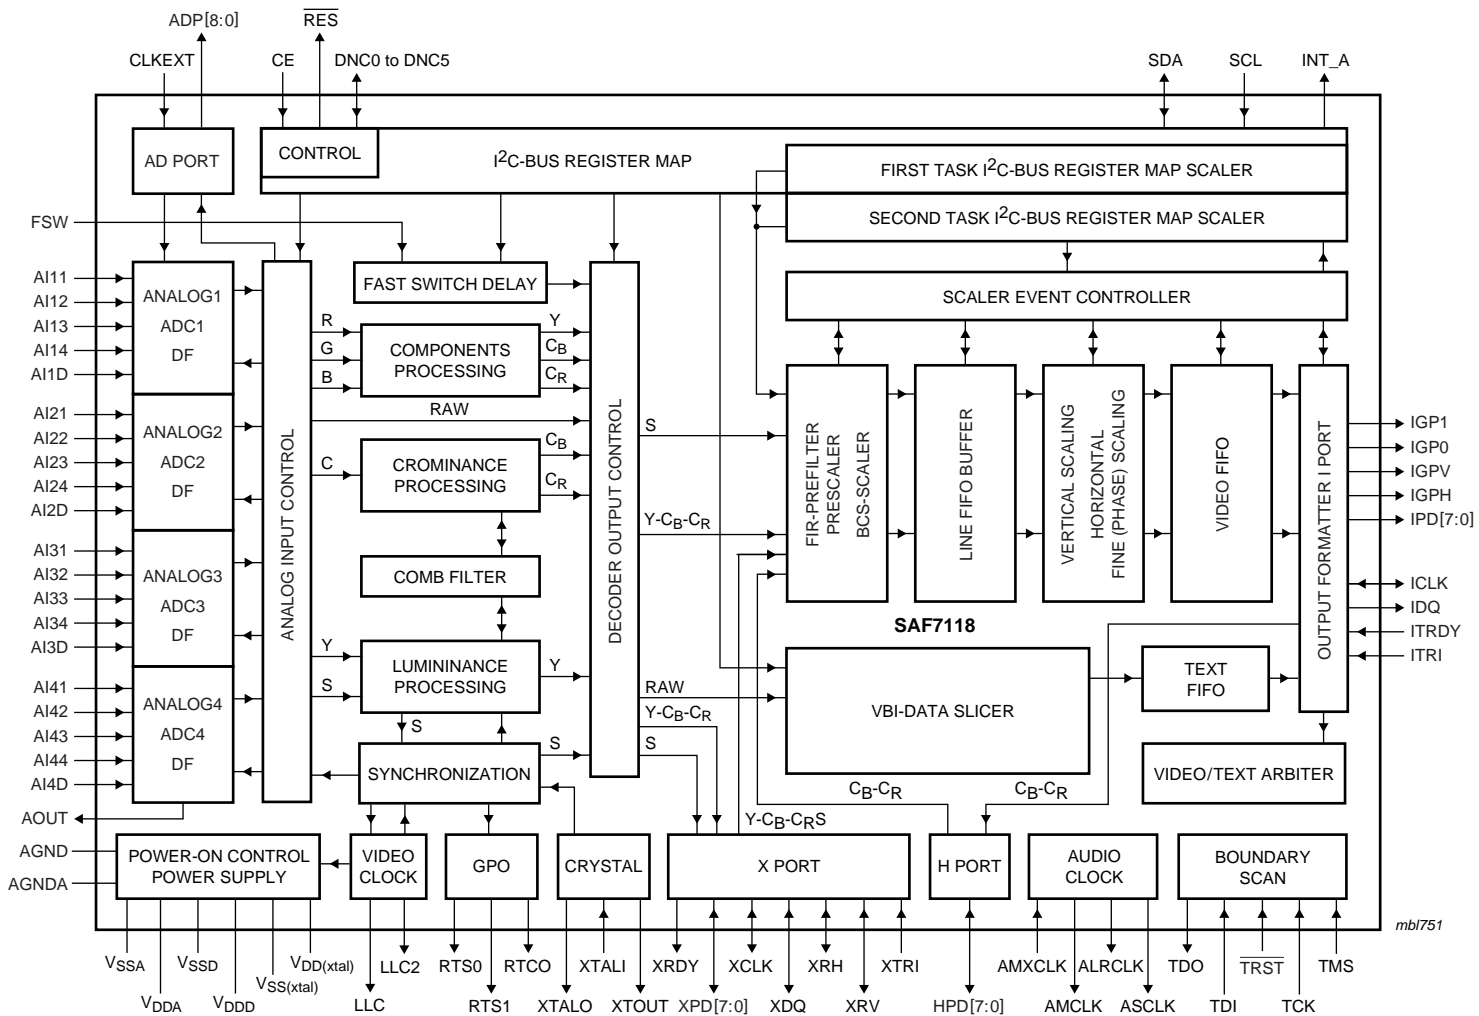 ADP[8:0]
RES
CLKEXT
CE
DNC0 to DNC5
SDA
SCL
INT_A
AD PORT
CONTROL
I2C-BUS REGISTER MAP
FIRST TASK I2C-BUS REGISTER MAP SCALER
SECOND TASK I2C-BUS REGISTER MAP SCALER
FSW
FAST SWITCH DELAY
SCALER EVENT CONTROLLER
AI11
AI12
AI13
AI14
AI1D
ANALOG1
ADC1
DF
AI21
AI22
AI23
AI24
AI2D
ANALOG2
ADC2
DF
AI31
AI32
AI33
AI34
AI3D
ANALOG3
ADC3
DF
AI41
AI42
AI43
AI44
AI4D
ANALOG4
ADC4
DF
AOUT
AGND
AGNDA
ANALOG INPUT CONTROL
R
G
B
COMPONENTS
PROCESSING
Y
CB
CR
RAW
C
CROMINANCE
PROCESSING
CB
CR
COMB FILTER
Y
S
LUMINANCE
PROCESSING
Y
S
SYNCHRONIZATION
S
DECODER OUTPUT CONTROL
S
Y-CB-CR
RAW
Y-CB-CR
S
FIR-PREFILTER
PRESCALER
BCS-SCALER
LINE FIFO BUFFER
VERTICAL SCALING
HORIZONTAL
FINE (PHASE) SCALING
VIDEO FIFO
OUTPUT FORMATTER I PORT
IGP1
IGP0
IGPV
IGPH
IPD[7:0]
ICLK
IDQ
ITRDY
ITRI
SAF7118
VBI-DATA SLICER
TEXT
FIFO
VIDEO/TEXT ARBITER
CB-CR
CB-CR
Y-CB-CRS
POWER-ON CONTROL
POWER SUPPLY
VIDEO
CLOCK
GPO
CRYSTAL
X PORT
H PORT
AUDIO
CLOCK
BOUNDARY
SCAN
mbl751
VSSA
VDDA
VSSD
VDDD
VSS(xtal)
VDD(xtal)
LLC
LLC2
RTS0
RTS1
RTCO
XTALO
XTALI
XTOUT
XRDY
XPD[7:0]
XCLK
XDQ
XRH
XRV
XTRI
HPD[7:0]
AMXCLK
AMCLK
ALRCLK
ASCLK
TDO
TDI
TRST
TCK
TMS